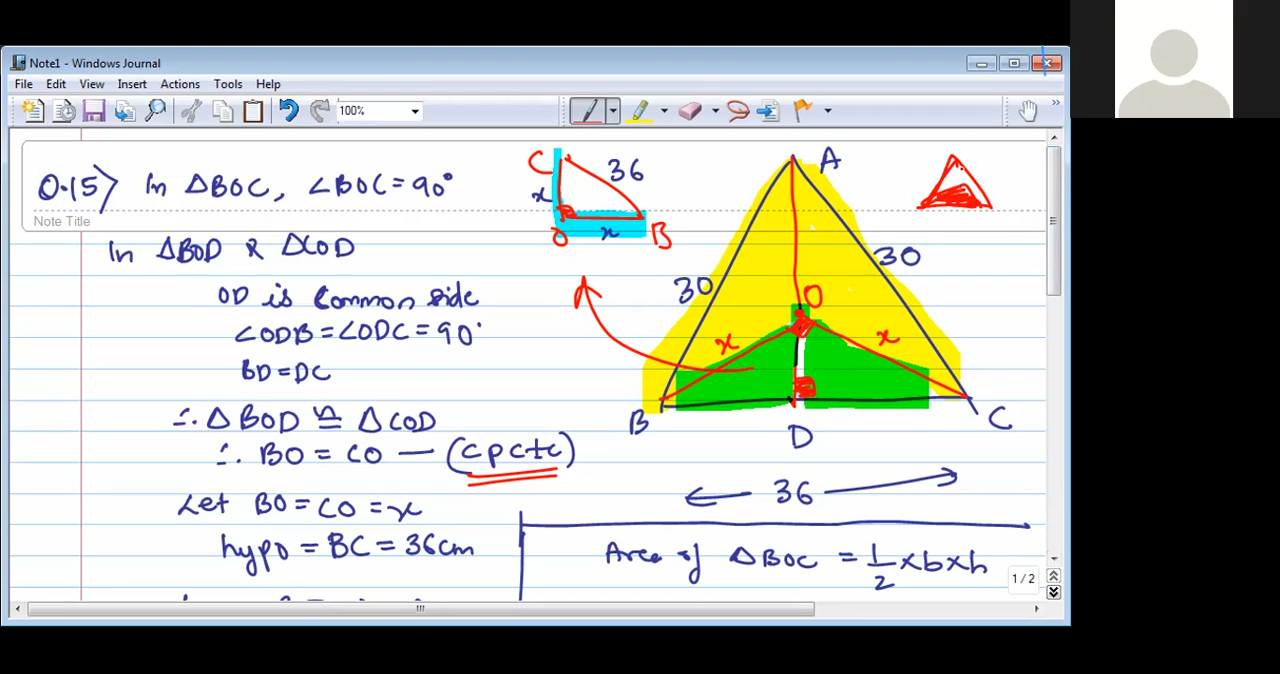 Note1 - Windows Journal
File Edit View Insert Actions Tools Help
100%
Q.15) In ΔBOC, ∠BOC = 90°
Note Title
In ΔBOD & ΔCOD
OD is Common side
∠ODB = ∠ODC = 90°
BD = DC
∴ ΔBOD ≅ ΔCOD
∴ BO = CO — (cpctc)
Let BO = CO = x
hypo = BC = 36cm
C 36
x
O x B
A
30 30
O
x x
B D C
36
Area of ΔBOC = 1/2 × b × h
1 / 2